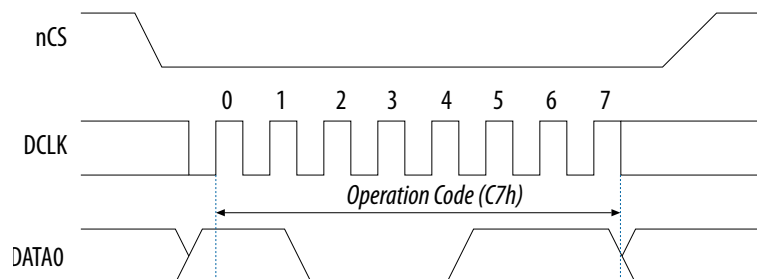 nCS
0 1 2 3 4 5 6 7
DCLK
Operation Code (C7h)
DATA0